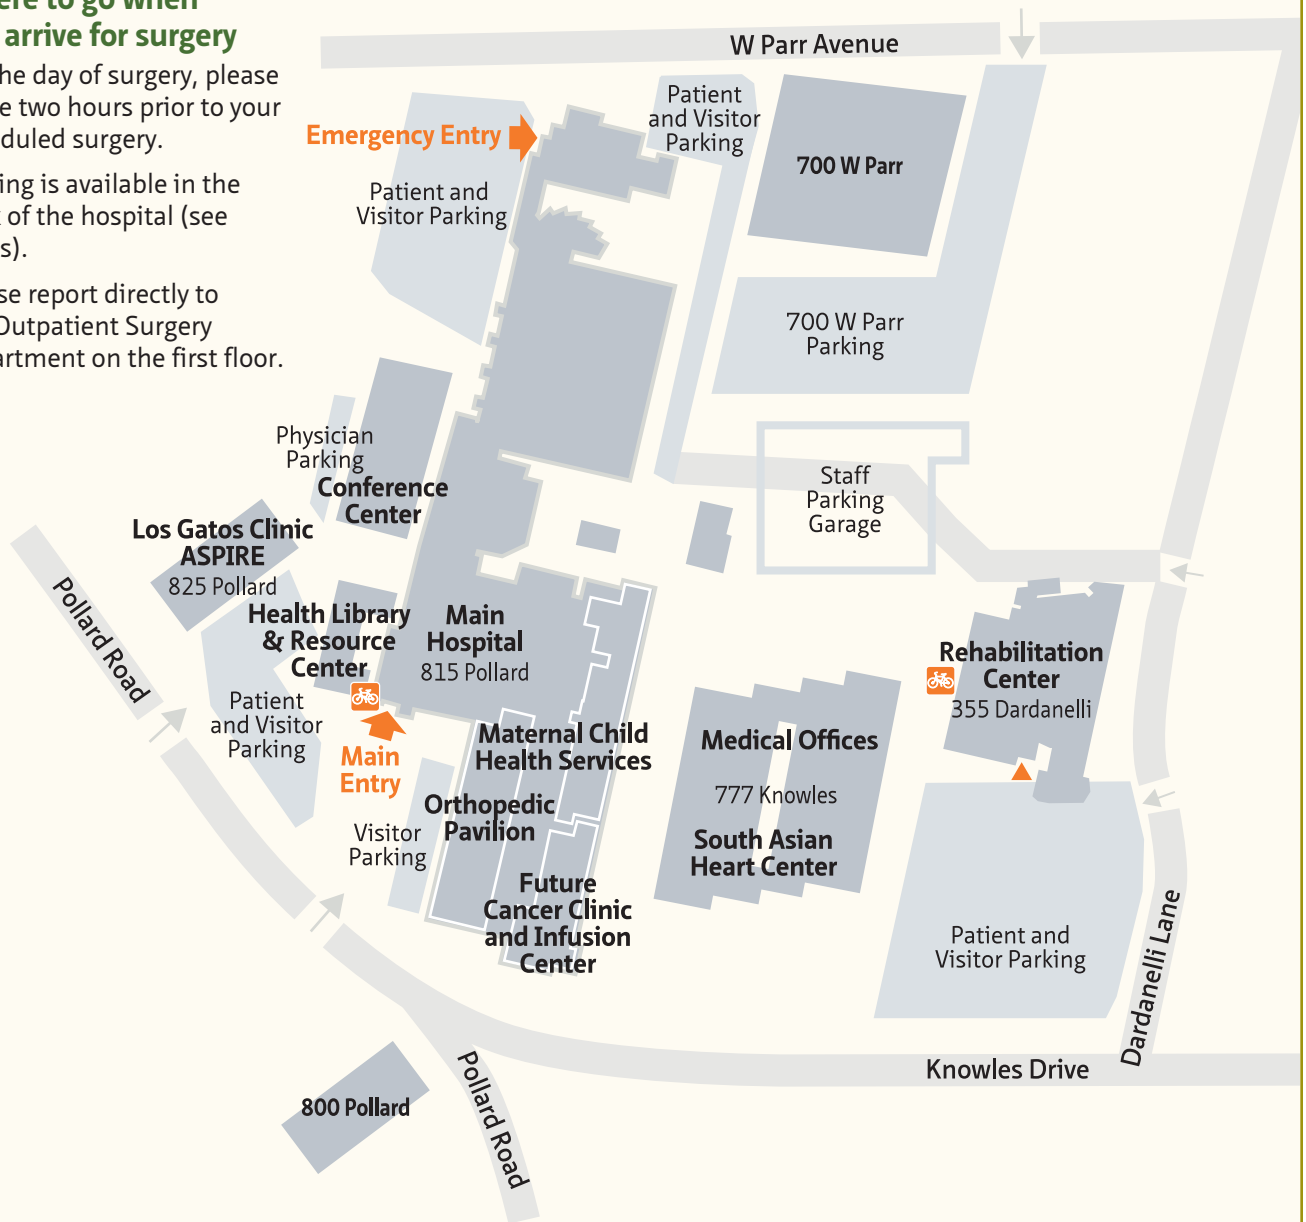 ere to go when
arrive for surgery
he day of surgery, please
e two hours prior to your
duled surgery.
ing is available in the
of the hospital (see
s).
se report directly to
Outpatient Surgery
artment on the first floor.
W Parr Avenue
Emergency Entry
Patient and
Visitor Parking
Patient
and Visitor
Parking
700 W Parr
700 W Parr
Parking
Physician
Parking
Conference
Center
Staff
Parking
Garage
Los Gatos Clinic
ASPIRE
825 Pollard
Pollard Road
Health Library
& Resource
Center
Main
Hospital
815 Pollard
Rehabilitation
Center
355 Dardanelli
Patient
and Visitor
Parking
Main
Entry
Maternal Child
Health Services
Medical Offices
777 Knowles
South Asian
Heart Center
Orthopedic
Pavilion
Visitor
Parking
Future
Cancer Clinic
and Infusion
Center
Patient and
Visitor Parking
Dardanelli Lane
Knowles Drive
800 Pollard
Pollard Road